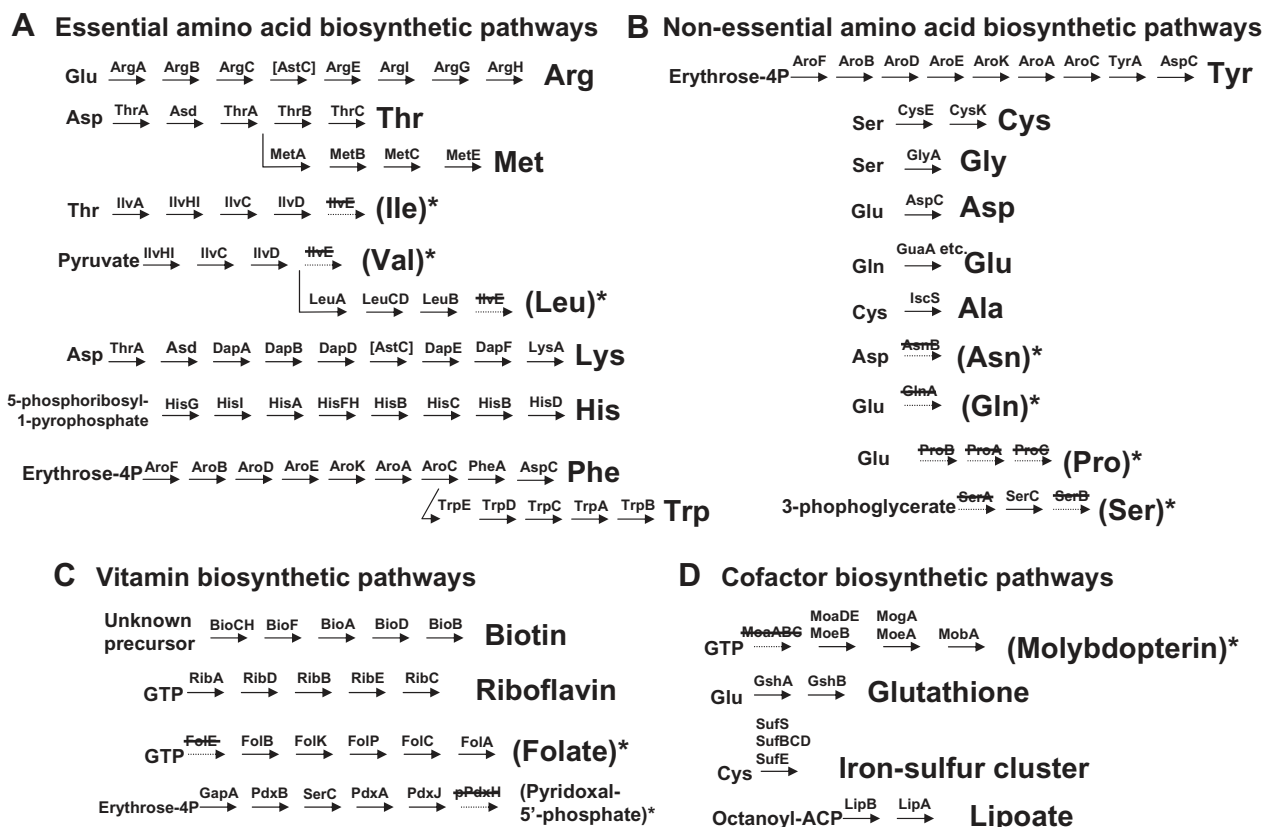 A Essential amino acid biosynthetic pathways
Glu ArgA ArgB ArgC [AstC] ArgE ArgI ArgG ArgH Arg
Asp ThrA Asd ThrA ThrB ThrC Thr
MetA MetB MetC MetE Met
Thr IlvA IlvHI IlvC IlvD IlvE (Ile)*
Pyruvate IlvHI IlvC IlvD IlvE (Val)*
LeuA LeuCD LeuB IlvE (Leu)*
Asp ThrA Asd DapA DapB DapD [AstC] DapE DapF LysA Lys
5-phosphoribosyl-
1-pyrophosphate HisG HisI HisA HisFH HisB HisC HisB HisD His
Erythrose-4P AroF AroB AroD AroE AroK AroA AroC PheA AspC Phe
TrpE TrpD TrpC TrpA TrpB Trp
B Non-essential amino acid biosynthetic pathways
Erythrose-4P AroF AroB AroD AroE AroK AroA AroC TyrA AspC Tyr
Ser CysE CysK Cys
Ser GlyA Gly
Glu AspC Asp
Gln GuaA etc. Glu
Cys IscS Ala
Asp AsnB (Asn)*
Glu GlnA (Gln)*
Glu ProB ProA ProC (Pro)*
3-phophoglycerate SerA SerC SerB (Ser)*
C Vitamin biosynthetic pathways
Unknown
precursor BioCH BioF BioA BioD BioB Biotin
GTP RibA RibD RibB RibE RibC Riboflavin
GTP FolE FolB FolK FolP FolC FolA (Folate)*
Erythrose-4P GapA PdxB SerC PdxA PdxJ pPdxH (Pyridoxal-
5'-phosphate)*
D Cofactor biosynthetic pathways
MoaDE MogA
GTP MoaABC MoeB MoeA MobA (Molybdopterin)*
Glu GshA GshB Glutathione
SufS
SufBCD
Cys SufE Iron-sulfur cluster
Octanoyl-ACP LipB LipA Lipoate